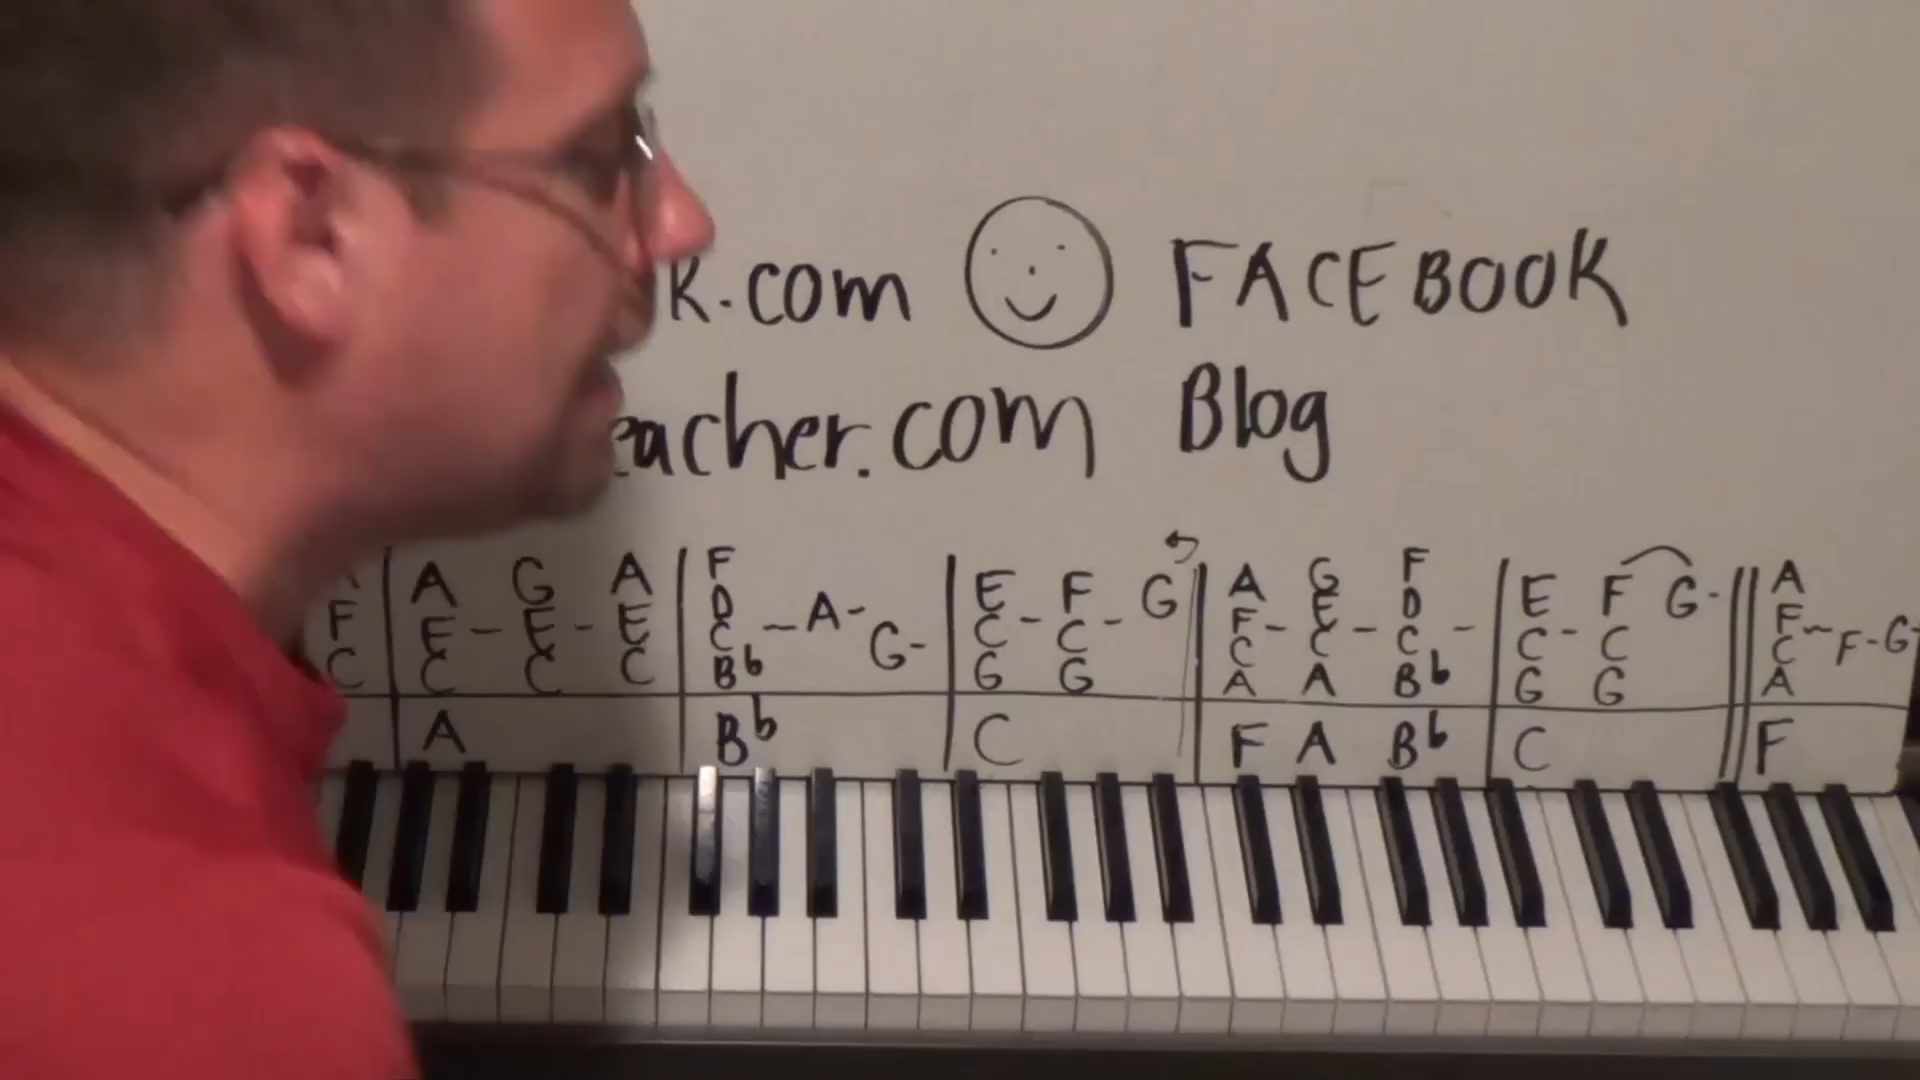 K.com FACEBOOK
eacher.com Blog
A G A F E F G A G F E F G - A
F E - E - E D - A - C - C - F - E - D - C - C F - F - G -
C C C C C G - G G C C C G G C
Bb A A Bb A
A Bb C F A Bb C F